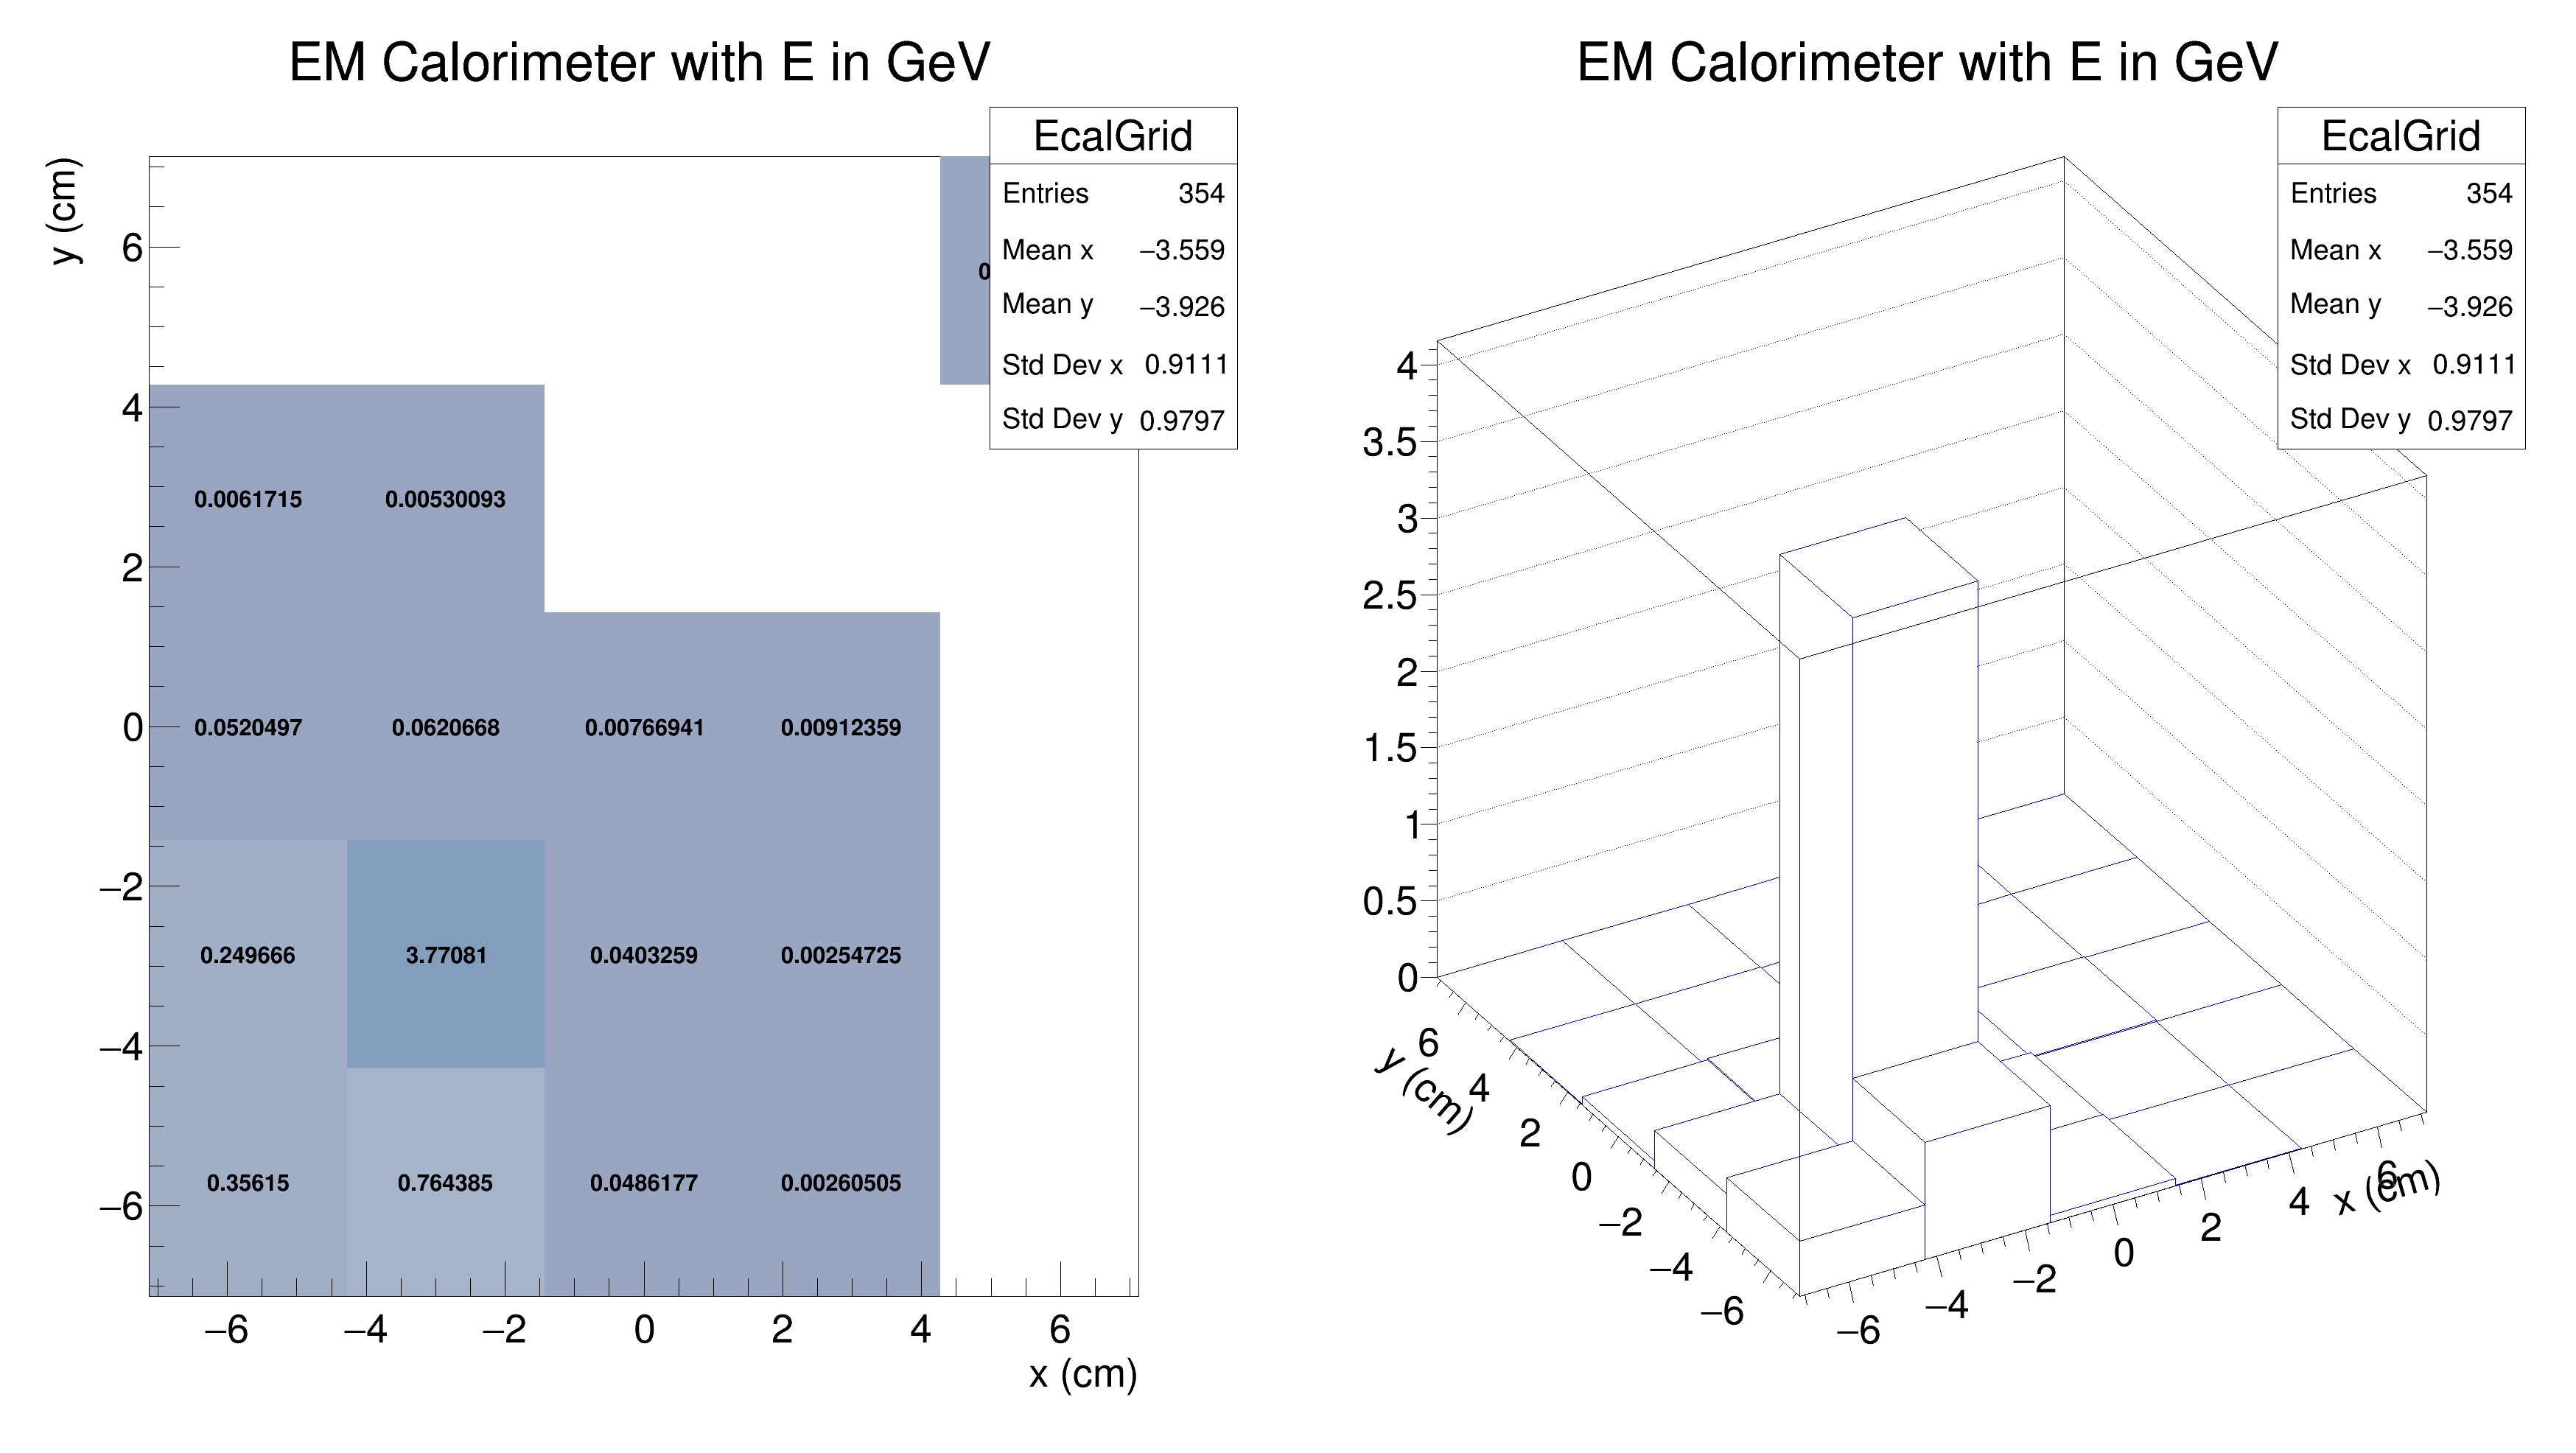 EM Calorimeter with E in GeV
EcalGrid
Entries 354
Mean x −3.559
Mean y −3.926
Std Dev x 0.9111
Std Dev y 0.9797
y (cm)
6
4
2
0
−2
−4
−6
0.0061715 0.00530093
0.0520497 0.0620668 0.00766941 0.00912359
0.249666 3.77081 0.0403259 0.00254725
0.35615 0.764385 0.0486177 0.00260505
−6 −4 −2 0 2 4 6
x (cm)
EM Calorimeter with E in GeV
EcalGrid
Entries 354
Mean x −3.559
Mean y −3.926
Std Dev x 0.9111
Std Dev y 0.9797
4
3.5
3
2.5
2
1.5
1
0.5
0
y (cm)
6
4
2
0
−2
−4
−6
−6 −4 −2 0 2 4 6
x (cm)